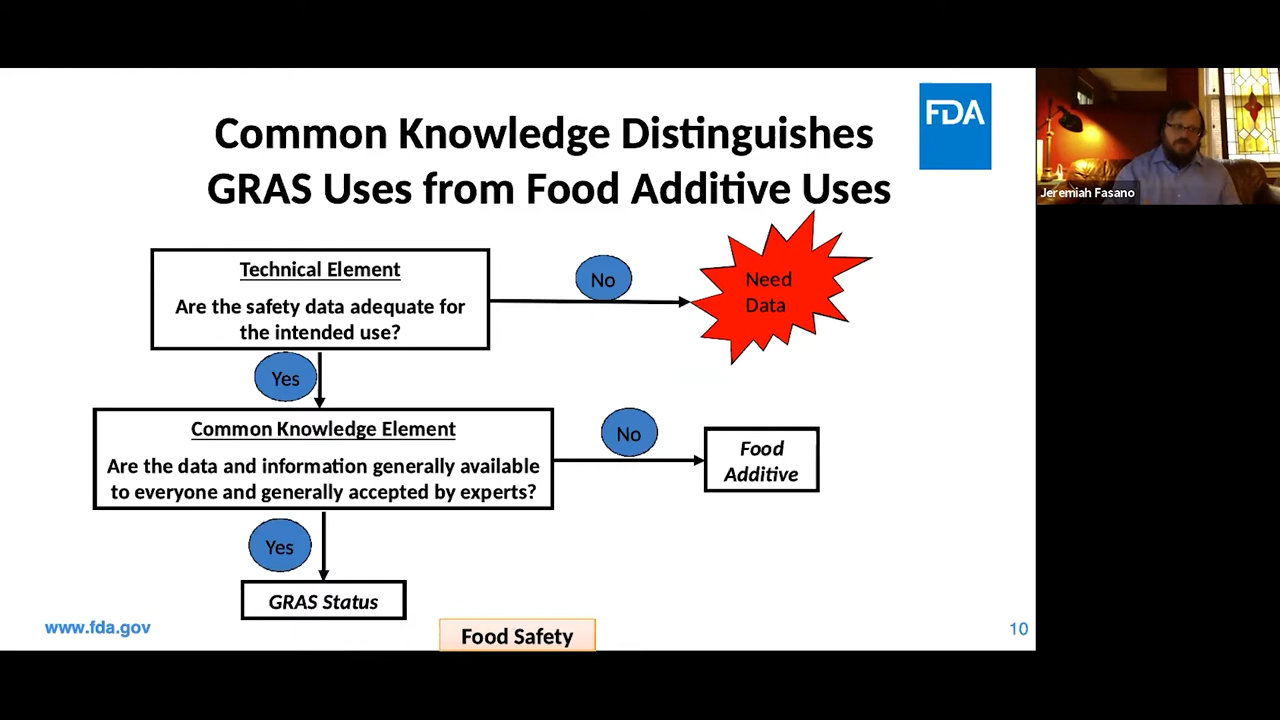 FDA
Common Knowledge Distinguishes
GRAS Uses from Food Additive Uses
Jeremiah Fasano
Technical Element
Are the safety data adequate for
the intended use?
No
Need
Data
Yes
Common Knowledge Element
Are the data and information generally available
to everyone and generally accepted by experts?
No
Food
Additive
Yes
GRAS Status
www.fda.gov
Food Safety
10